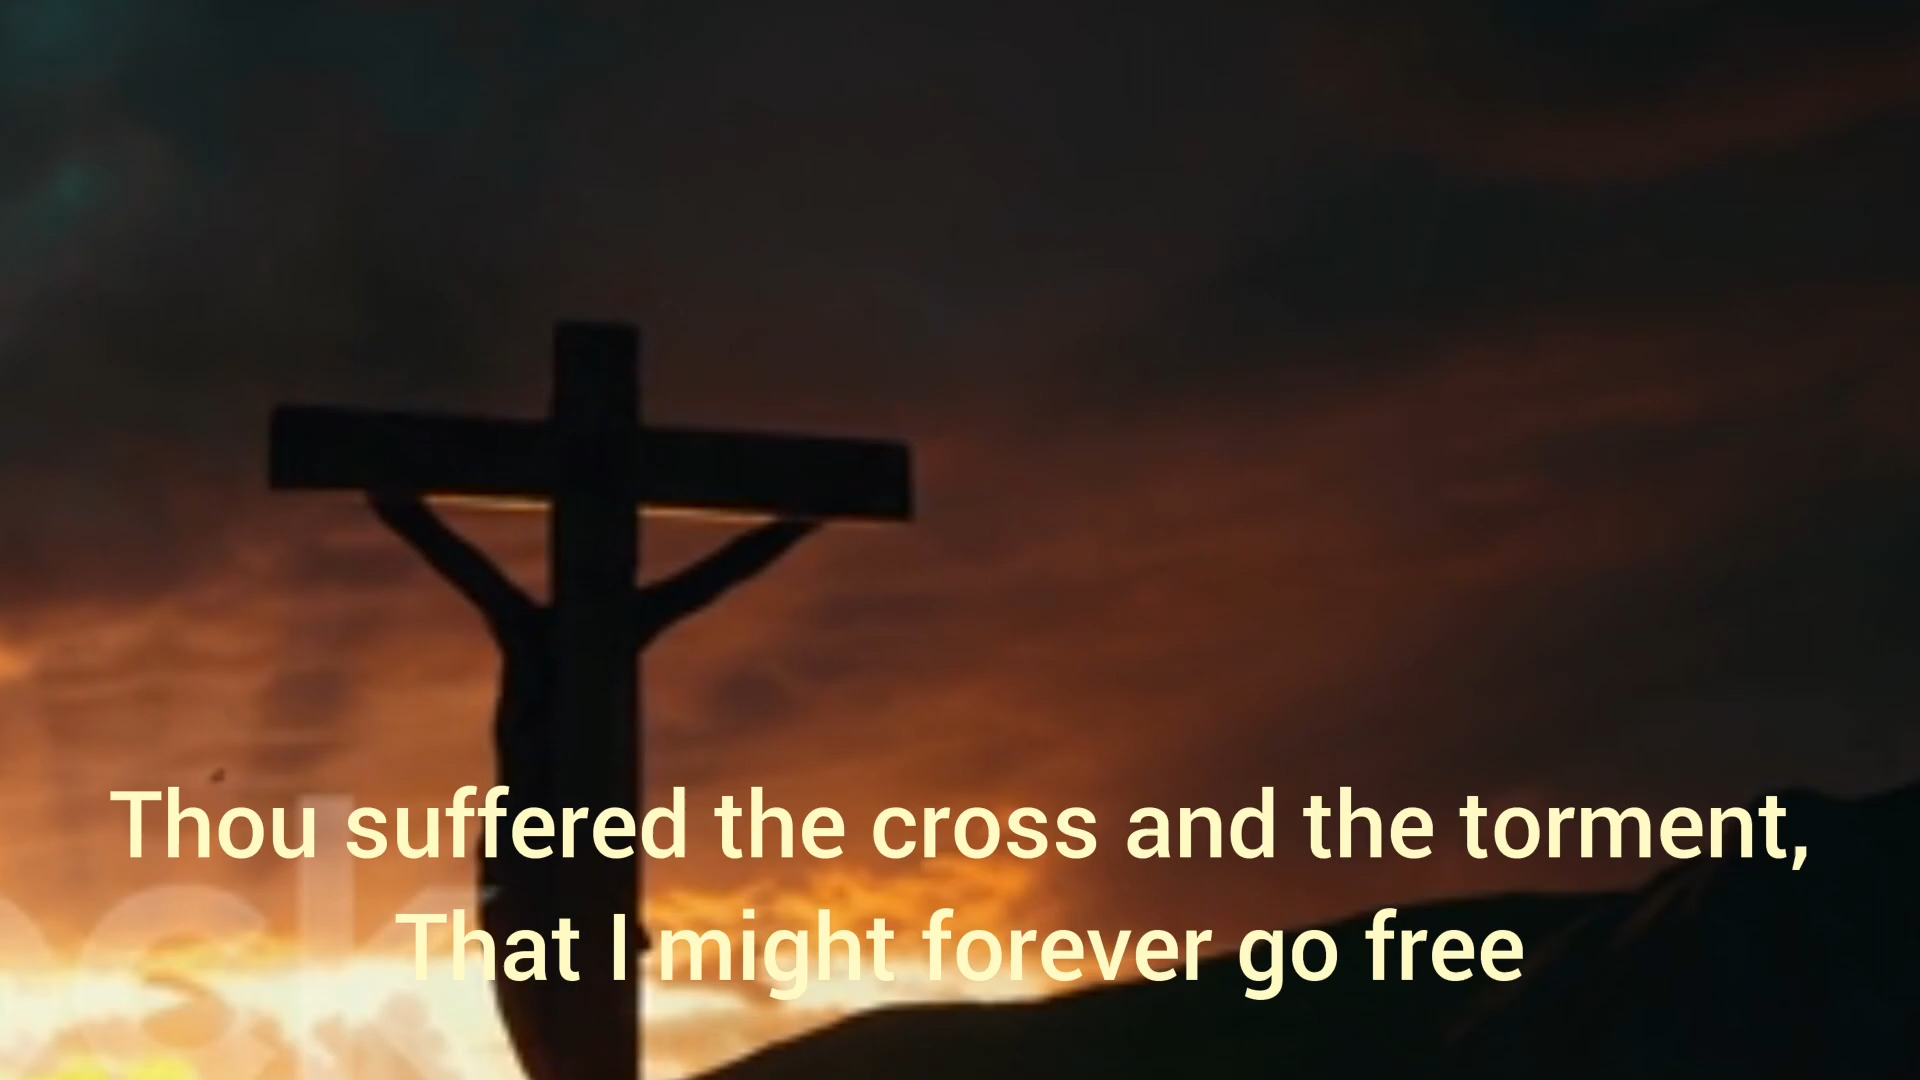 Thou suffered the cross and the torment,
That I might forever go free